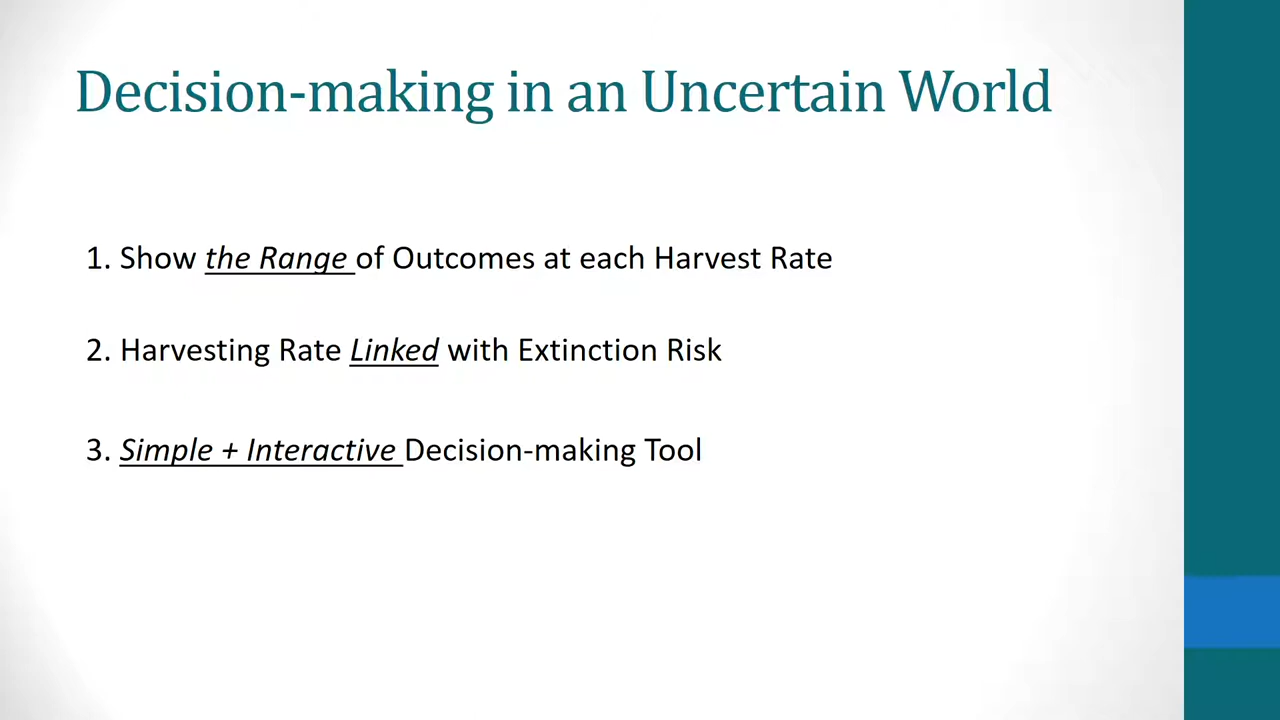 Decision-making in an Uncertain World
1. Show the Range of Outcomes at each Harvest Rate
2. Harvesting Rate Linked with Extinction Risk
3. Simple + Interactive Decision-making Tool